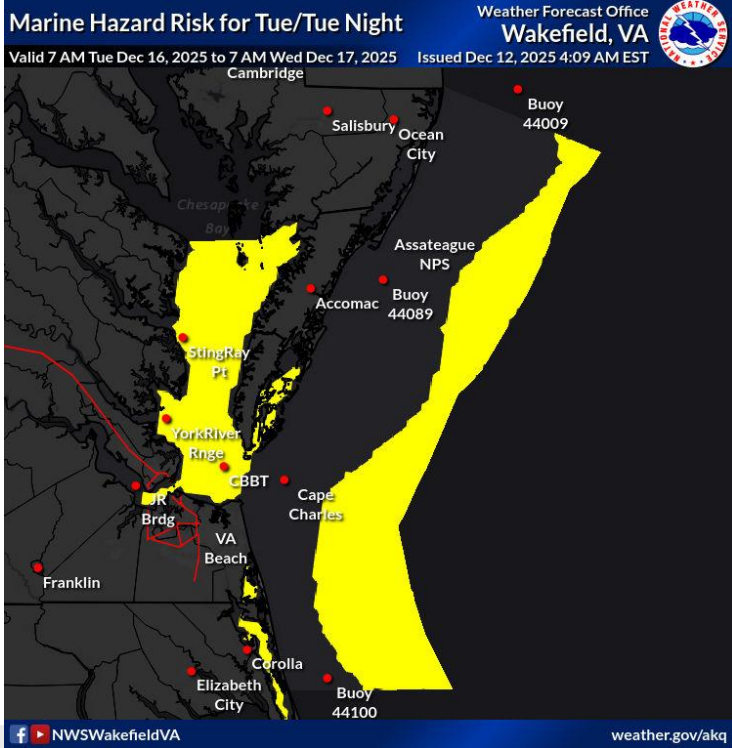 Marine Hazard Risk for Tue/Tue Night
Weather Forecast Office
Wakefield, VA
Valid 7 AM Tue Dec 16, 2025 to 7 AM Wed Dec 17, 2025
Issued Dec 12, 2025 4:09 AM EST
NATIONAL WEATHER SERVICE
Cambridge
Buoy
44009
Salisbury
Ocean
City
Chesapeake
Bay
Assateague
NPS
Accomac
Buoy
44089
StingRay
Pt
YorkRiver
Rnge
CBBT
Cape
Charles
JR
Brdg
VA
Beach
Franklin
Corolla
Elizabeth
City
Buoy
44100
NWSWakefieldVA
weather.gov/akq